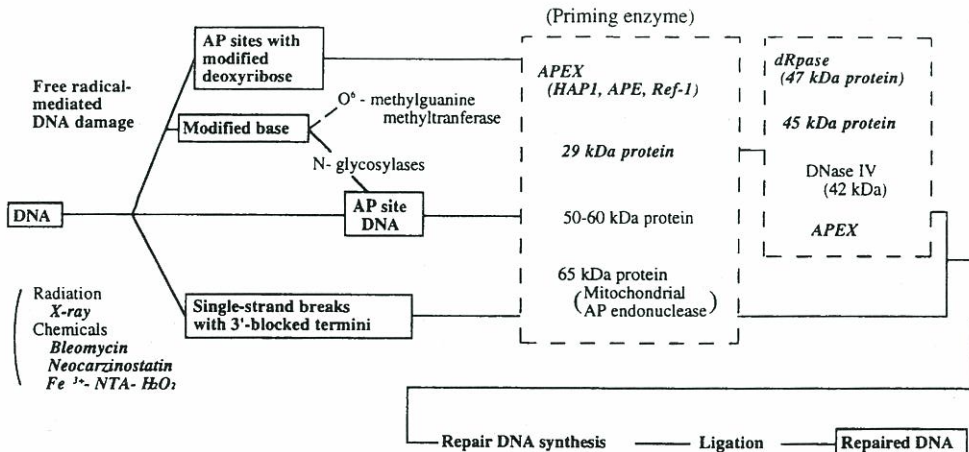 (Priming enzyme)
AP sites with
modified
deoxyribose
Free radical-
mediated
DNA damage
O⁶ - methylguanine
methyltranferase
Modified base
N- glycosylases
DNA
AP site
DNA
Single-strand breaks
with 3'-blocked termini
Radiation
X-ray
Chemicals
Bleomycin
Neocarzinostatin
Fe ³⁺- NTA- H₂O₂
APEX
(HAP1, APE, Ref-1)
29 kDa protein
50-60 kDa protein
65 kDa protein
(Mitochondrial
AP endonuclease)
dRpase
(47 kDa protein)
45 kDa protein
DNase IV
(42 kDa)
APEX
Repair DNA synthesis
Ligation
Repaired DNA